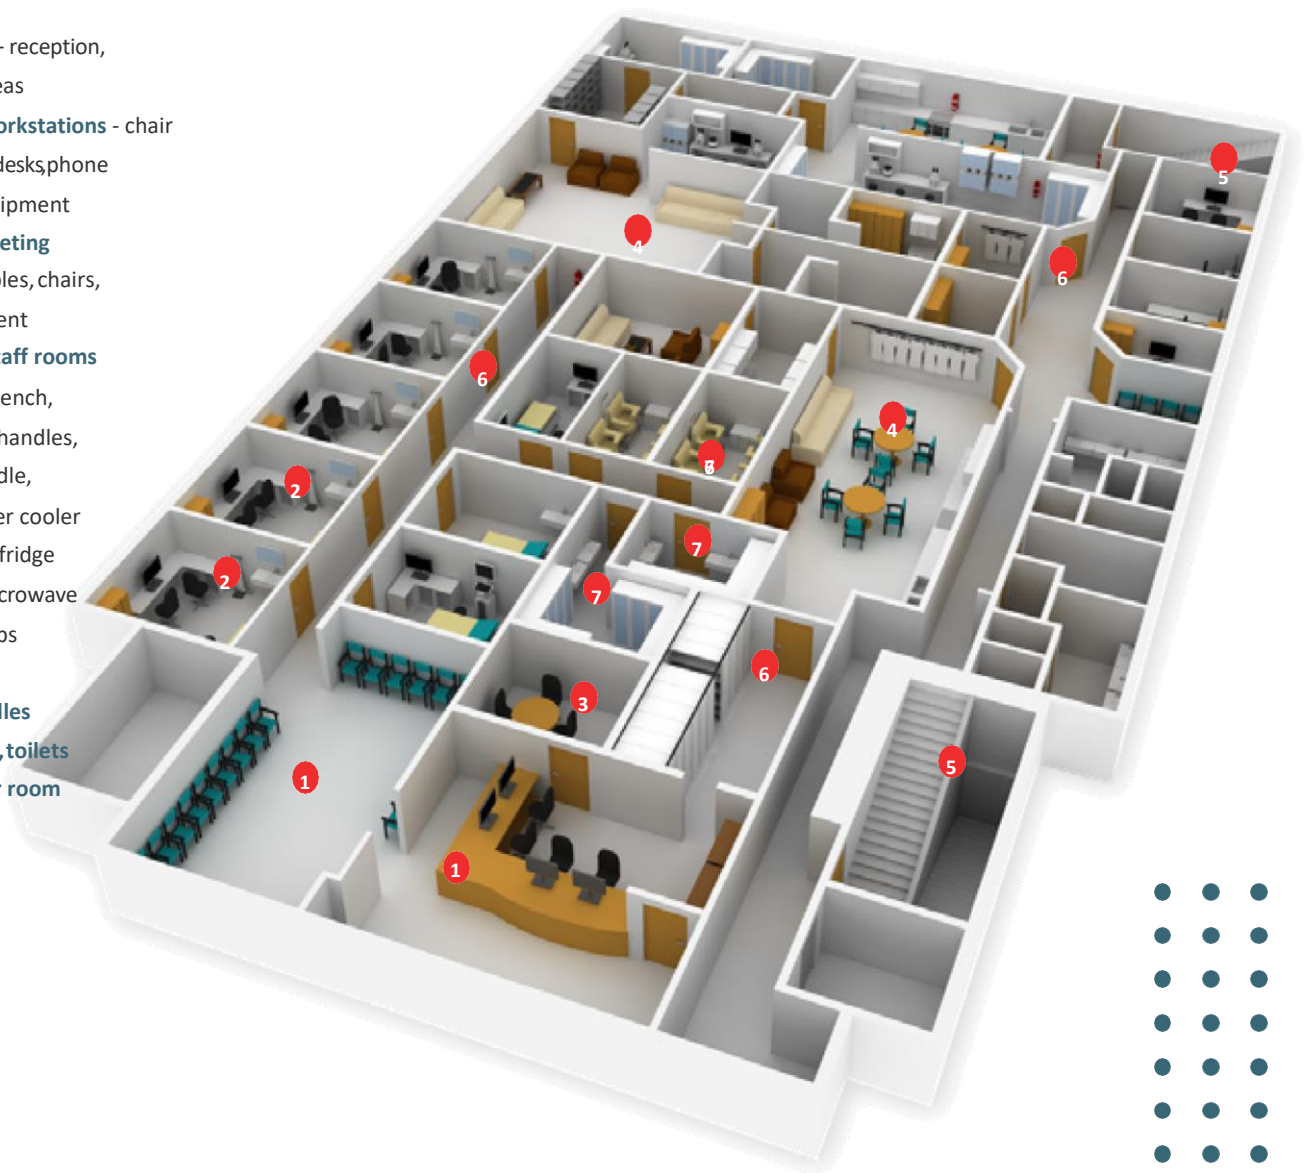 - reception,
eas
orkstations - chair
desks,phone
ipment
eting
les, chairs,
ent
taff rooms
ench,
handles,
dle,
er cooler
fridge
crowave
ps
lles
, toilets
r room
5
4
6
6
4
2
7
2
7
6
3
5
1
1